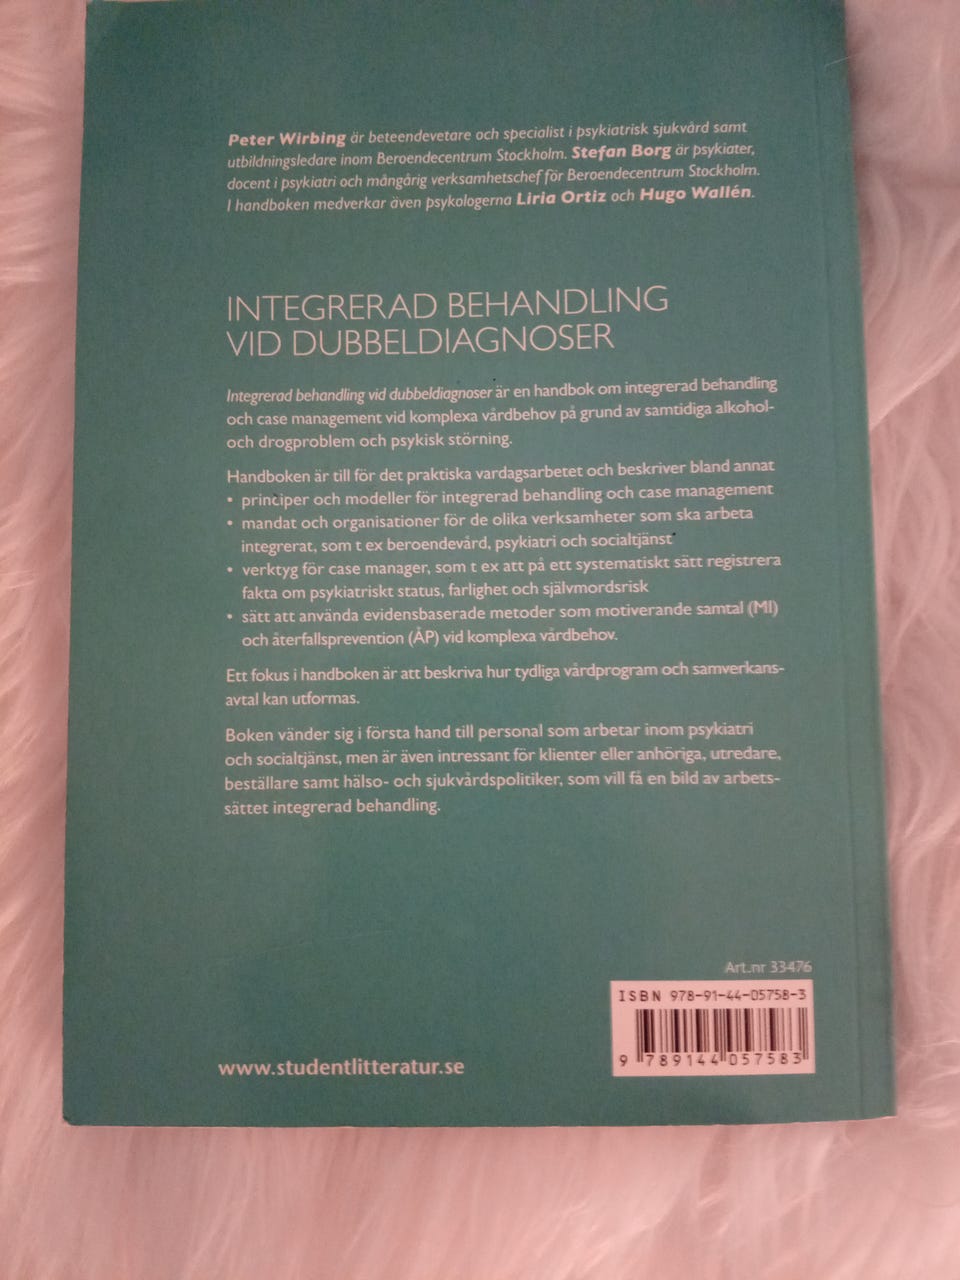 Peter Wirbing är beteendevetare och specialist i psykiatrisk sjukvård samt
utbildningsledare inom Beroendecentrum Stockholm. Stefan Borg är psykiater,
docent i psykiatri och mångårig verksamhetschef för Beroendecentrum Stockholm.
I handboken medverkar även psykologerna Liria Ortiz och Hugo Wallén.
INTEGRERAD BEHANDLING
VID DUBBELDIAGNOSER
Integrerad behandling vid dubbeldiagnoser är en handbok om integrerad behandling
och case management vid komplexa vårdbehov på grund av samtidiga alkohol-
och drogproblem och psykisk störning.
Handboken är till för det praktiska vardagsarbetet och beskriver bland annat
• principer och modeller för integrerad behandling och case management
• mandat och organisationer för de olika verksamheter som ska arbeta
integrerat, som t ex beroendevård, psykiatri och socialtjänst
• verktyg för case manager, som t ex att på ett systematiskt sätt registrera
fakta om psykiatriskt status, farlighet och självmordsrisk
• sätt att använda evidensbaserade metoder som motiverande samtal (MI)
och återfallsprevention (ÅP) vid komplexa vårdbehov.
Ett fokus i handboken är att beskriva hur tydliga vårdprogram och samverkans-
avtal kan utformas.
Boken vänder sig i första hand till personal som arbetar inom psykiatri
och socialtjänst, men är även intressant för klienter eller anhöriga, utredare,
beställare samt hälso- och sjukvårdspolitiker, som vill få en bild av arbets-
sättet integrerad behandling.
Art.nr 33476
ISBN 978-91-44-05758-3
9 789144 057583
www.studentlitteratur.se